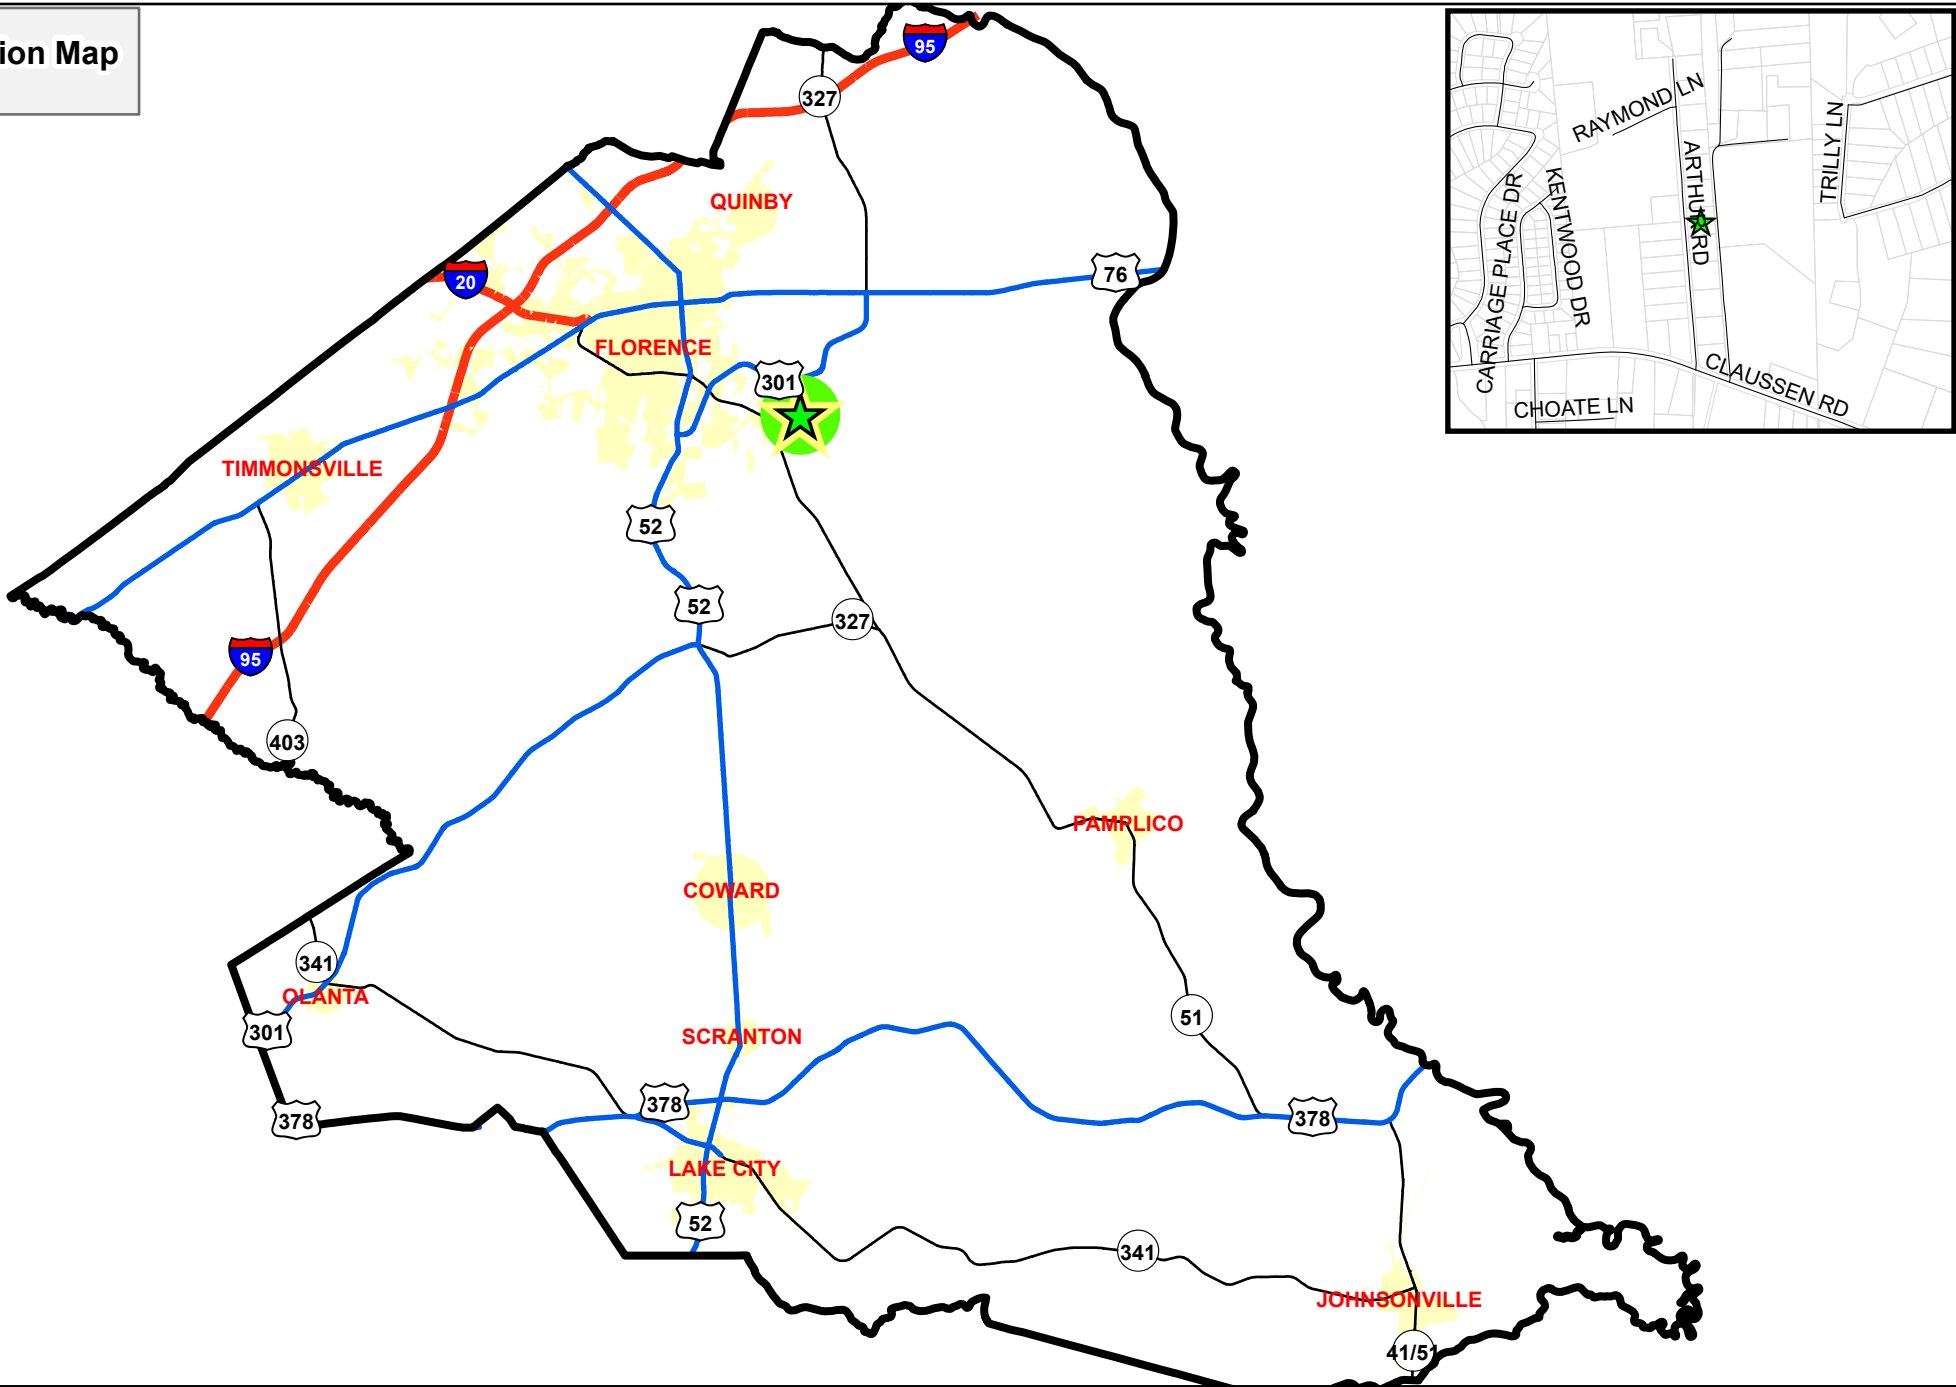 ion Map
95
327
QUINBY
20
76
FLORENCE
301
TIMMONSVILLE
52
52
327
95
403
PAMPLICO
COWARD
341
OLANTA
301
51
SCRANTON
378
378
378
LAKE CITY
52
341
JOHNSONVILLE
41/51
RAYMOND LN
ARTHUR RD
TRILLY LN
KENTWOOD DR
CARRIAGE PLACE DR
CLAUSSEN RD
CHOATE LN